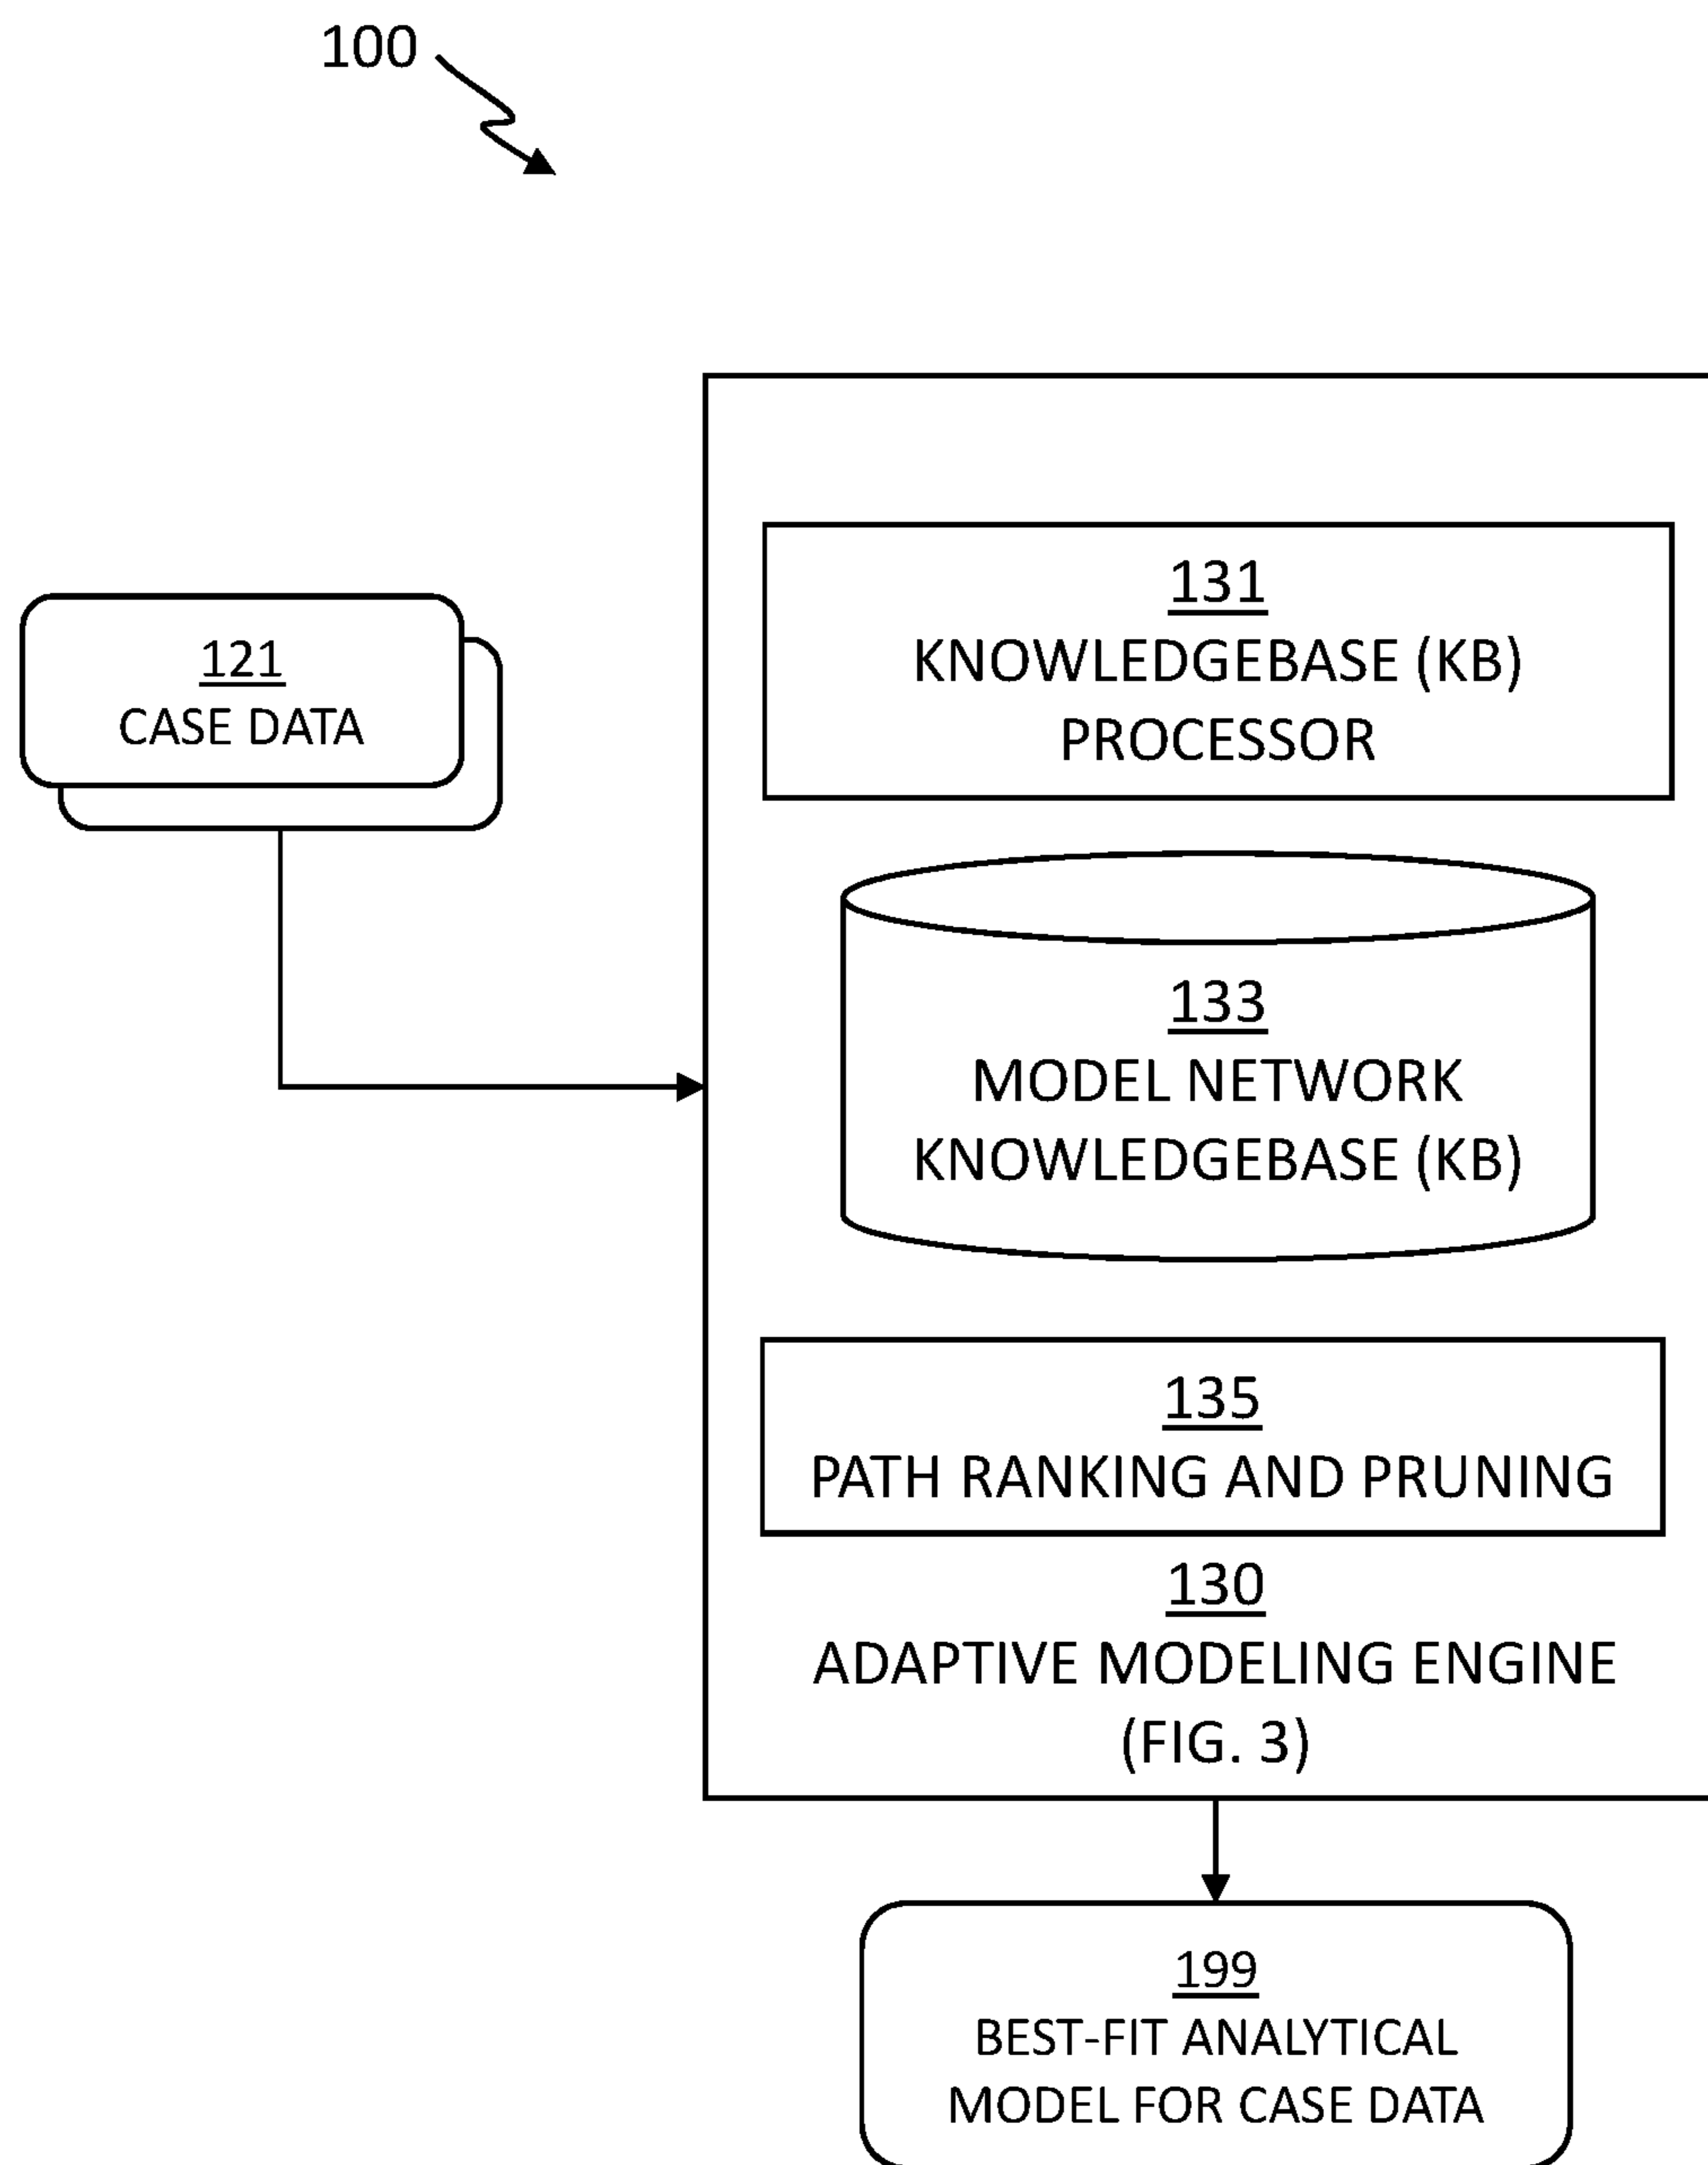 100
131
KNOWLEDGEBASE (KB)
PROCESSOR
121
CASE DATA
133
MODEL NETWORK
KNOWLEDGEBASE (KB)
135
PATH RANKING AND PRUNING
130
ADAPTIVE MODELING ENGINE
(FIG. 3)
199
BEST-FIT ANALYTICAL
MODEL FOR CASE DATA